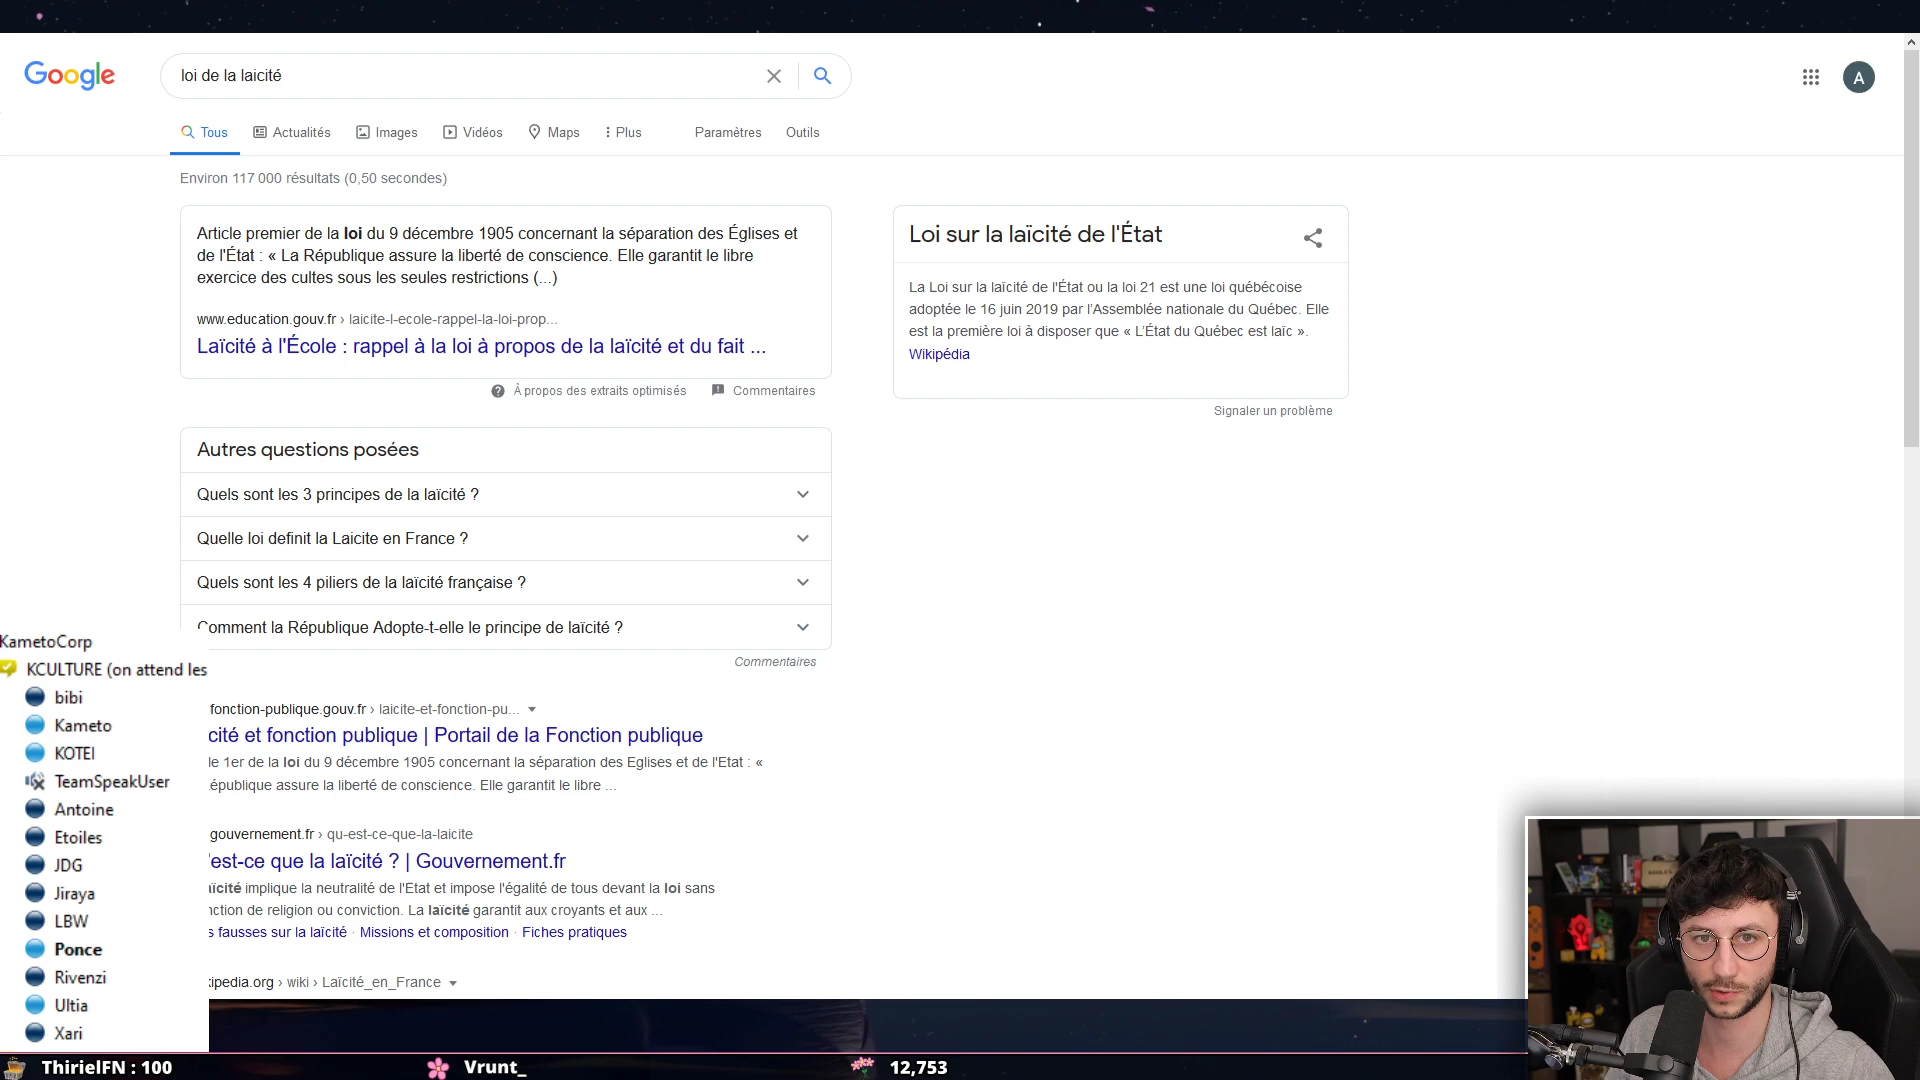 Google
loi de la laicité
A
Tous
Actualités
Images
Vidéos
Maps
Plus
Paramètres
Outils
Environ 117 000 résultats (0,50 secondes)
Article premier de la loi du 9 décembre 1905 concernant la séparation des Églises et
de l'État : « La République assure la liberté de conscience. Elle garantit le libre
exercice des cultes sous les seules restrictions (...)
www.education.gouv.fr › laicite-l-ecole-rappel-la-loi-prop...
Laïcité à l'École : rappel à la loi à propos de la laïcité et du fait ...
À propos des extraits optimisés
Commentaires
Loi sur la laïcité de l'État
La Loi sur la laïcité de l'État ou la loi 21 est une loi québécoise
adoptée le 16 juin 2019 par l'Assemblée nationale du Québec. Elle
est la première loi à disposer que « L'État du Québec est laïc ».
Wikipédia
Signaler un problème
Autres questions posées
Quels sont les 3 principes de la laïcité ?
Quelle loi definit la Laicite en France ?
Quels sont les 4 piliers de la laïcité française ?
Comment la République Adopte-t-elle le principe de laïcité ?
Commentaires
fonction-publique.gouv.fr › laicite-et-fonction-pu...
cité et fonction publique | Portail de la Fonction publique
le 1er de la loi du 9 décembre 1905 concernant la séparation des Eglises et de l'Etat : «
épublique assure la liberté de conscience. Elle garantit le libre ...
gouvernement.fr › qu-est-ce-que-la-laicite
'est-ce que la laïcité ? | Gouvernement.fr
ïcité implique la neutralité de l'Etat et impose l'égalité de tous devant la loi sans
nction de religion ou conviction. La laïcité garantit aux croyants et aux ...
s fausses sur la laïcité · Missions et composition · Fiches pratiques
kipedia.org › wiki › Laïcité_en_France
KametoCorp
KCULTURE (on attend les
bibi
Kameto
KOTEI
TeamSpeakUser
Antoine
Etoiles
JDG
Jiraya
LBW
Ponce
Rivenzi
Ultia
Xari
ThirielFN : 100
Vrunt_
12,753